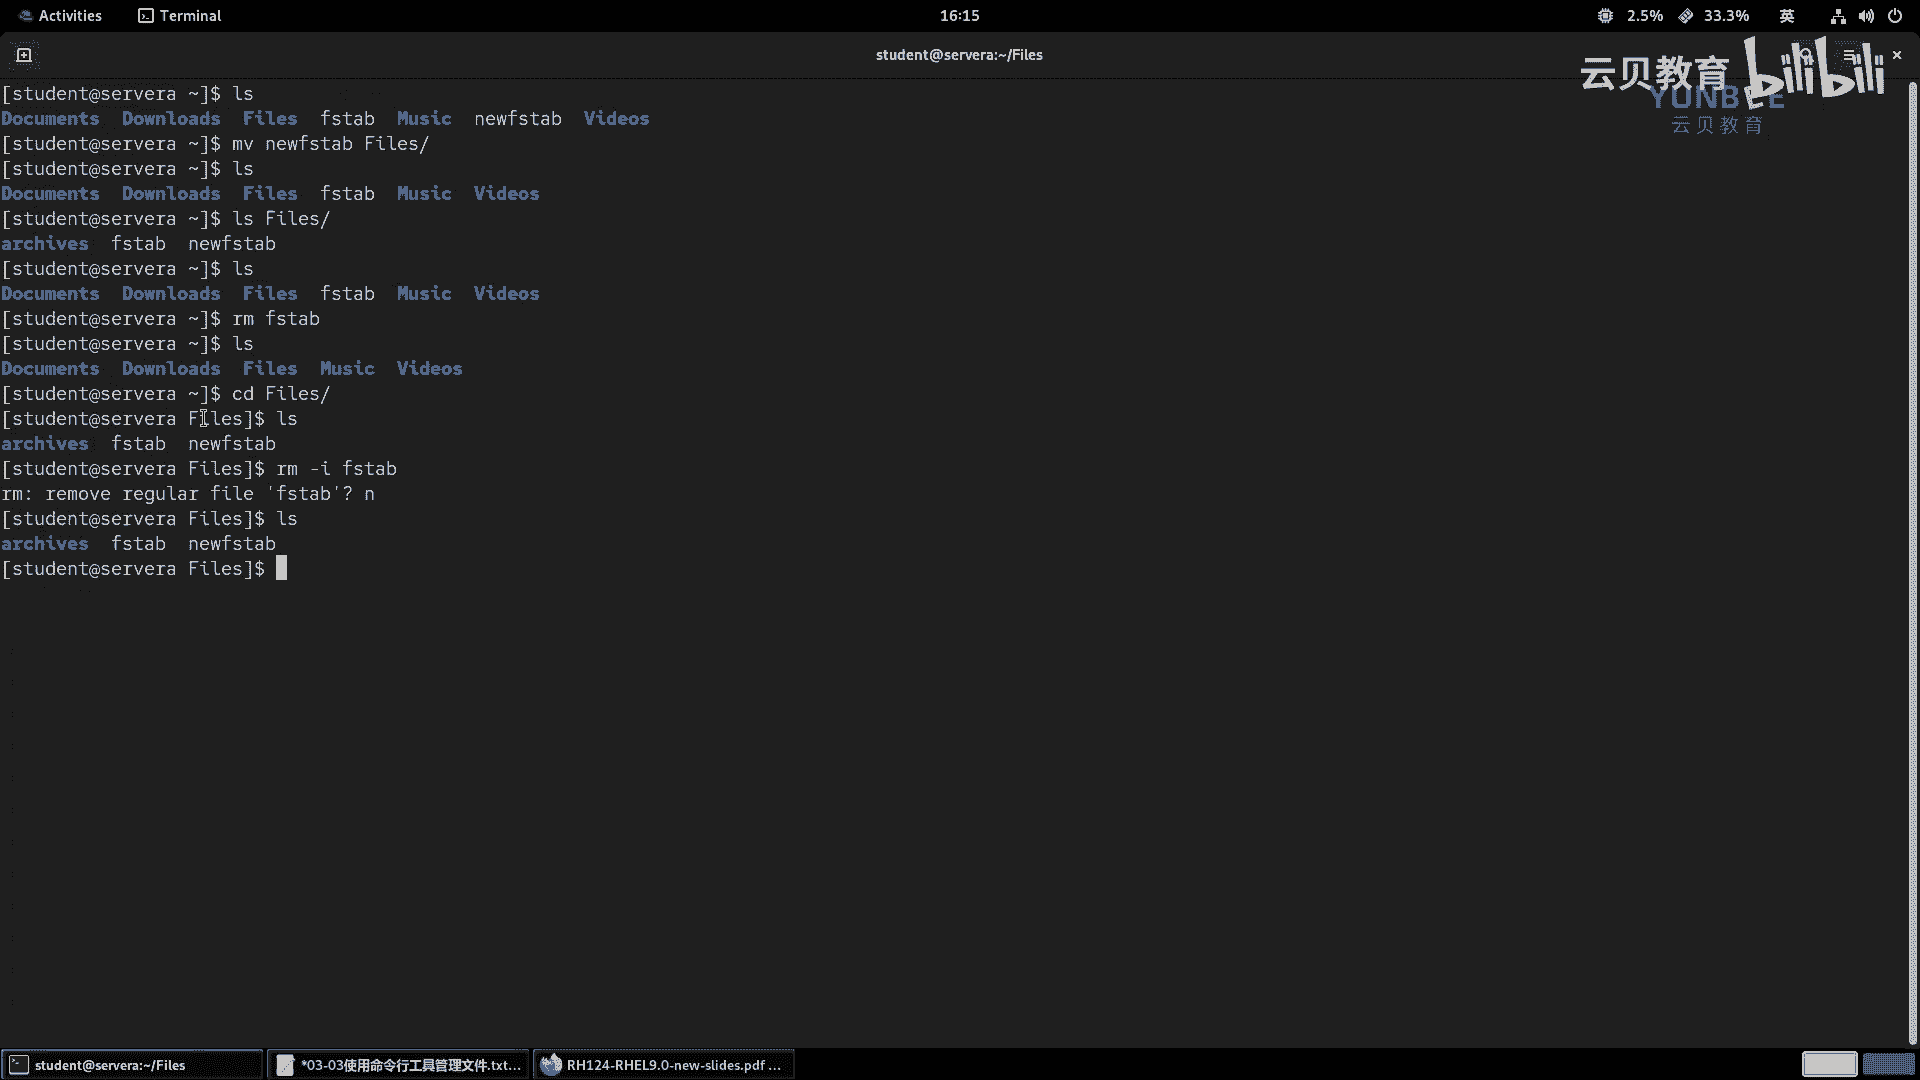 Activities Terminal 16:15 2.5% 33.3% 英
student@servera:~/Files
云贝教育 bilibili
云贝教育
[student@servera ~]$ ls
Documents Downloads Files fstab Music newfstab Videos
[student@servera ~]$ mv newfstab Files/
[student@servera ~]$ ls
Documents Downloads Files fstab Music Videos
[student@servera ~]$ ls Files/
archives fstab newfstab
[student@servera ~]$ ls
Documents Downloads Files fstab Music Videos
[student@servera ~]$ rm fstab
[student@servera ~]$ ls
Documents Downloads Files Music Videos
[student@servera ~]$ cd Files/
[student@servera Files]$ ls
archives fstab newfstab
[student@servera Files]$ rm -i fstab
rm: remove regular file 'fstab'? n
[student@servera Files]$ ls
archives fstab newfstab
[student@servera Files]$
student@servera:~/Files *03-03使用命令行工具管理文件.txt... RH124-RHEL9.0-new-slides.pdf ...